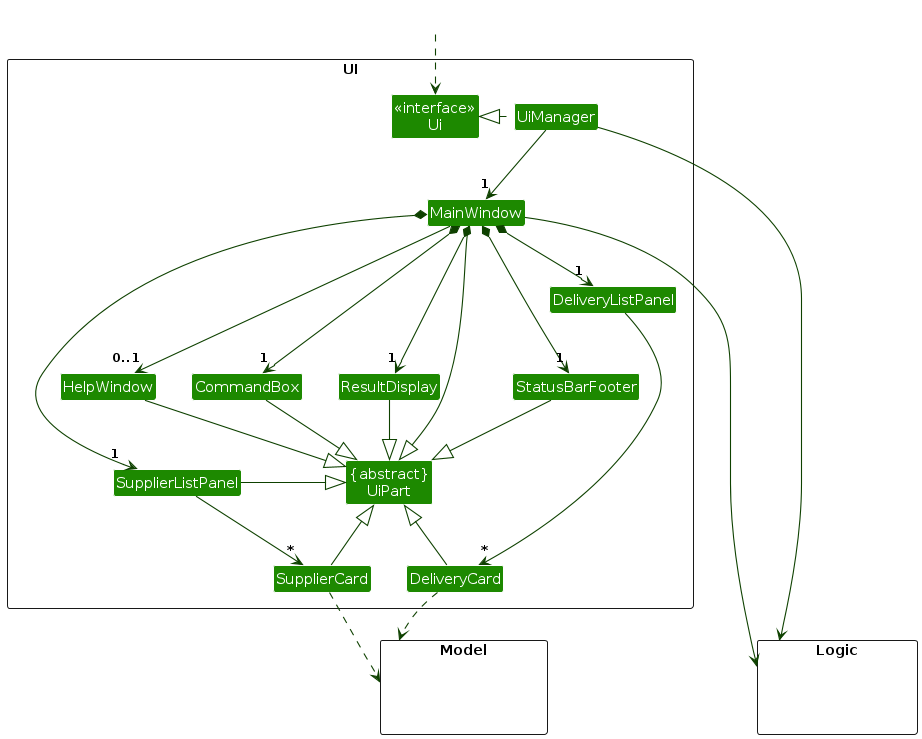 UI
«interface»
Ui
UiManager
1
MainWindow
1
DeliveryListPanel
0..1
1
1
1
HelpWindow
CommandBox
ResultDisplay
StatusBarFooter
1
SupplierListPanel
{abstract}
UiPart
*
*
SupplierCard
DeliveryCard
Model
Logic